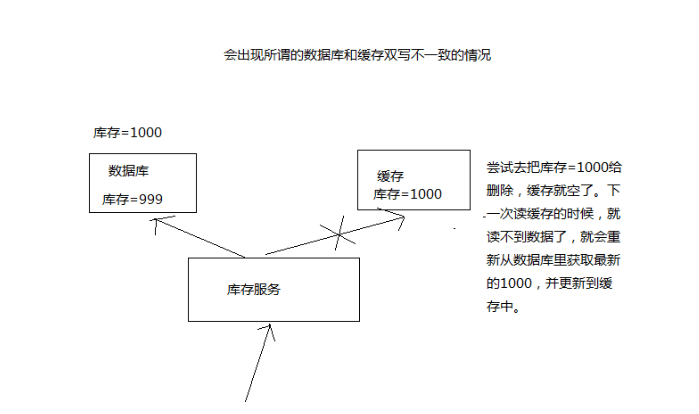 会出现所谓的数据库和缓存双写不一致的情况
库存=1000
数据库
库存=999
缓存
库存=1000
尝试去把库存=1000给
删除，缓存就空了。下
一次读缓存的时候，就
读不到数据了，就会重
新从数据库里获取最新
的1000，并更新到缓
存中。
库存服务